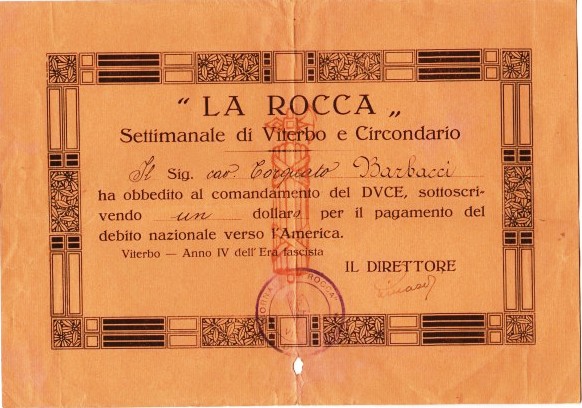 “ LA ROCCA „
Settimanale di Viterbo e Circondario
Il Sig. cav. Torquato Barbacci
ha obbedito al comandamento del DVCE, sottoscri-
vendo un dollaro per il pagamento del
debito nazionale verso l'America.
Viterbo — Anno IV dell'Era fascista
IL DIRETTORE
"ROCCA"